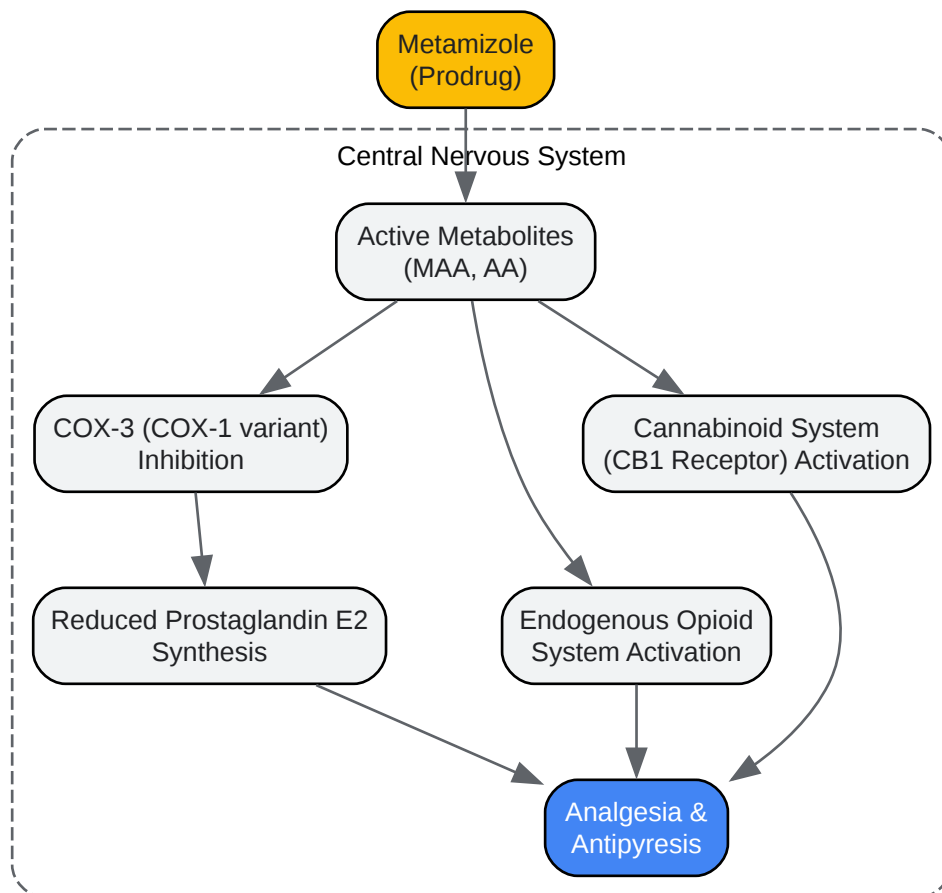 Metamizole
(Prodrug)
Central Nervous System
Active Metabolites
(MAA, AA)
COX-3 (COX-1 variant)
Inhibition
Cannabinoid System
(CB1 Receptor) Activation
Reduced Prostaglandin E2
Synthesis
Endogenous Opioid
System Activation
Analgesia &
Antipyresis